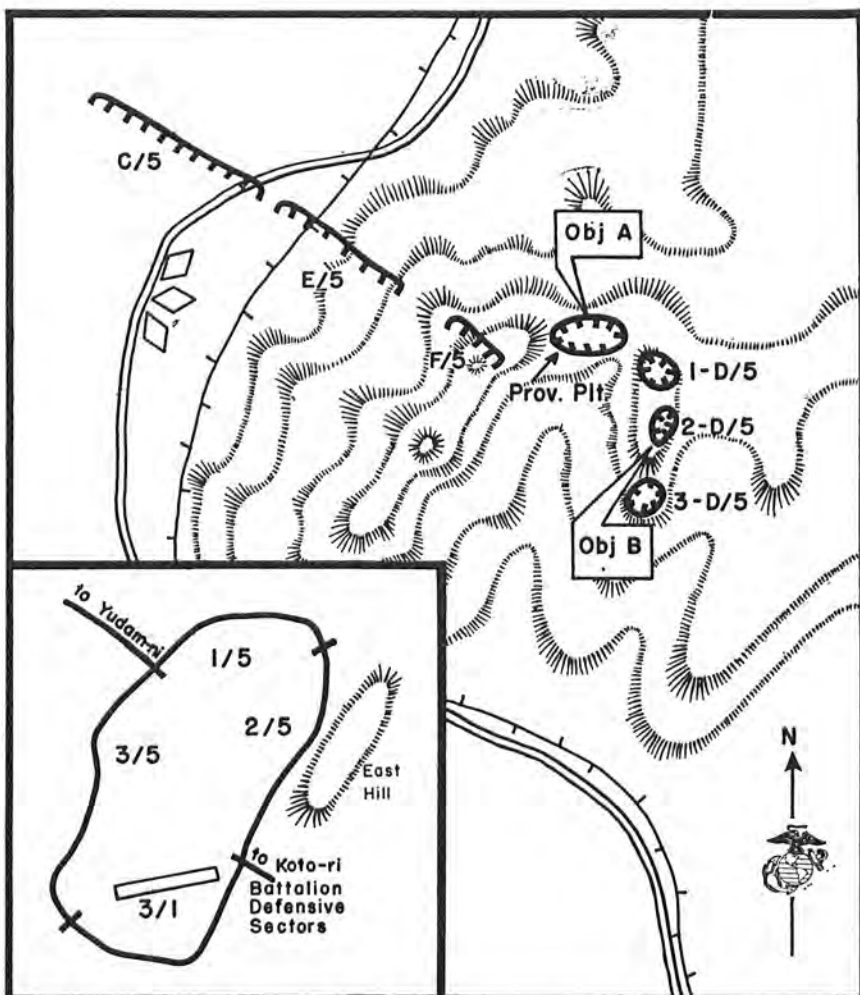 C/5
E/5
F/5
Obj A
Prov. Plt.
1-D/5
2-D/5
3-D/5
Obj B
N
to Yudam-ni
1/5
3/5
2/5
East
Hill
to Koto-ri
Battalion
Defensive
Sectors
3/1